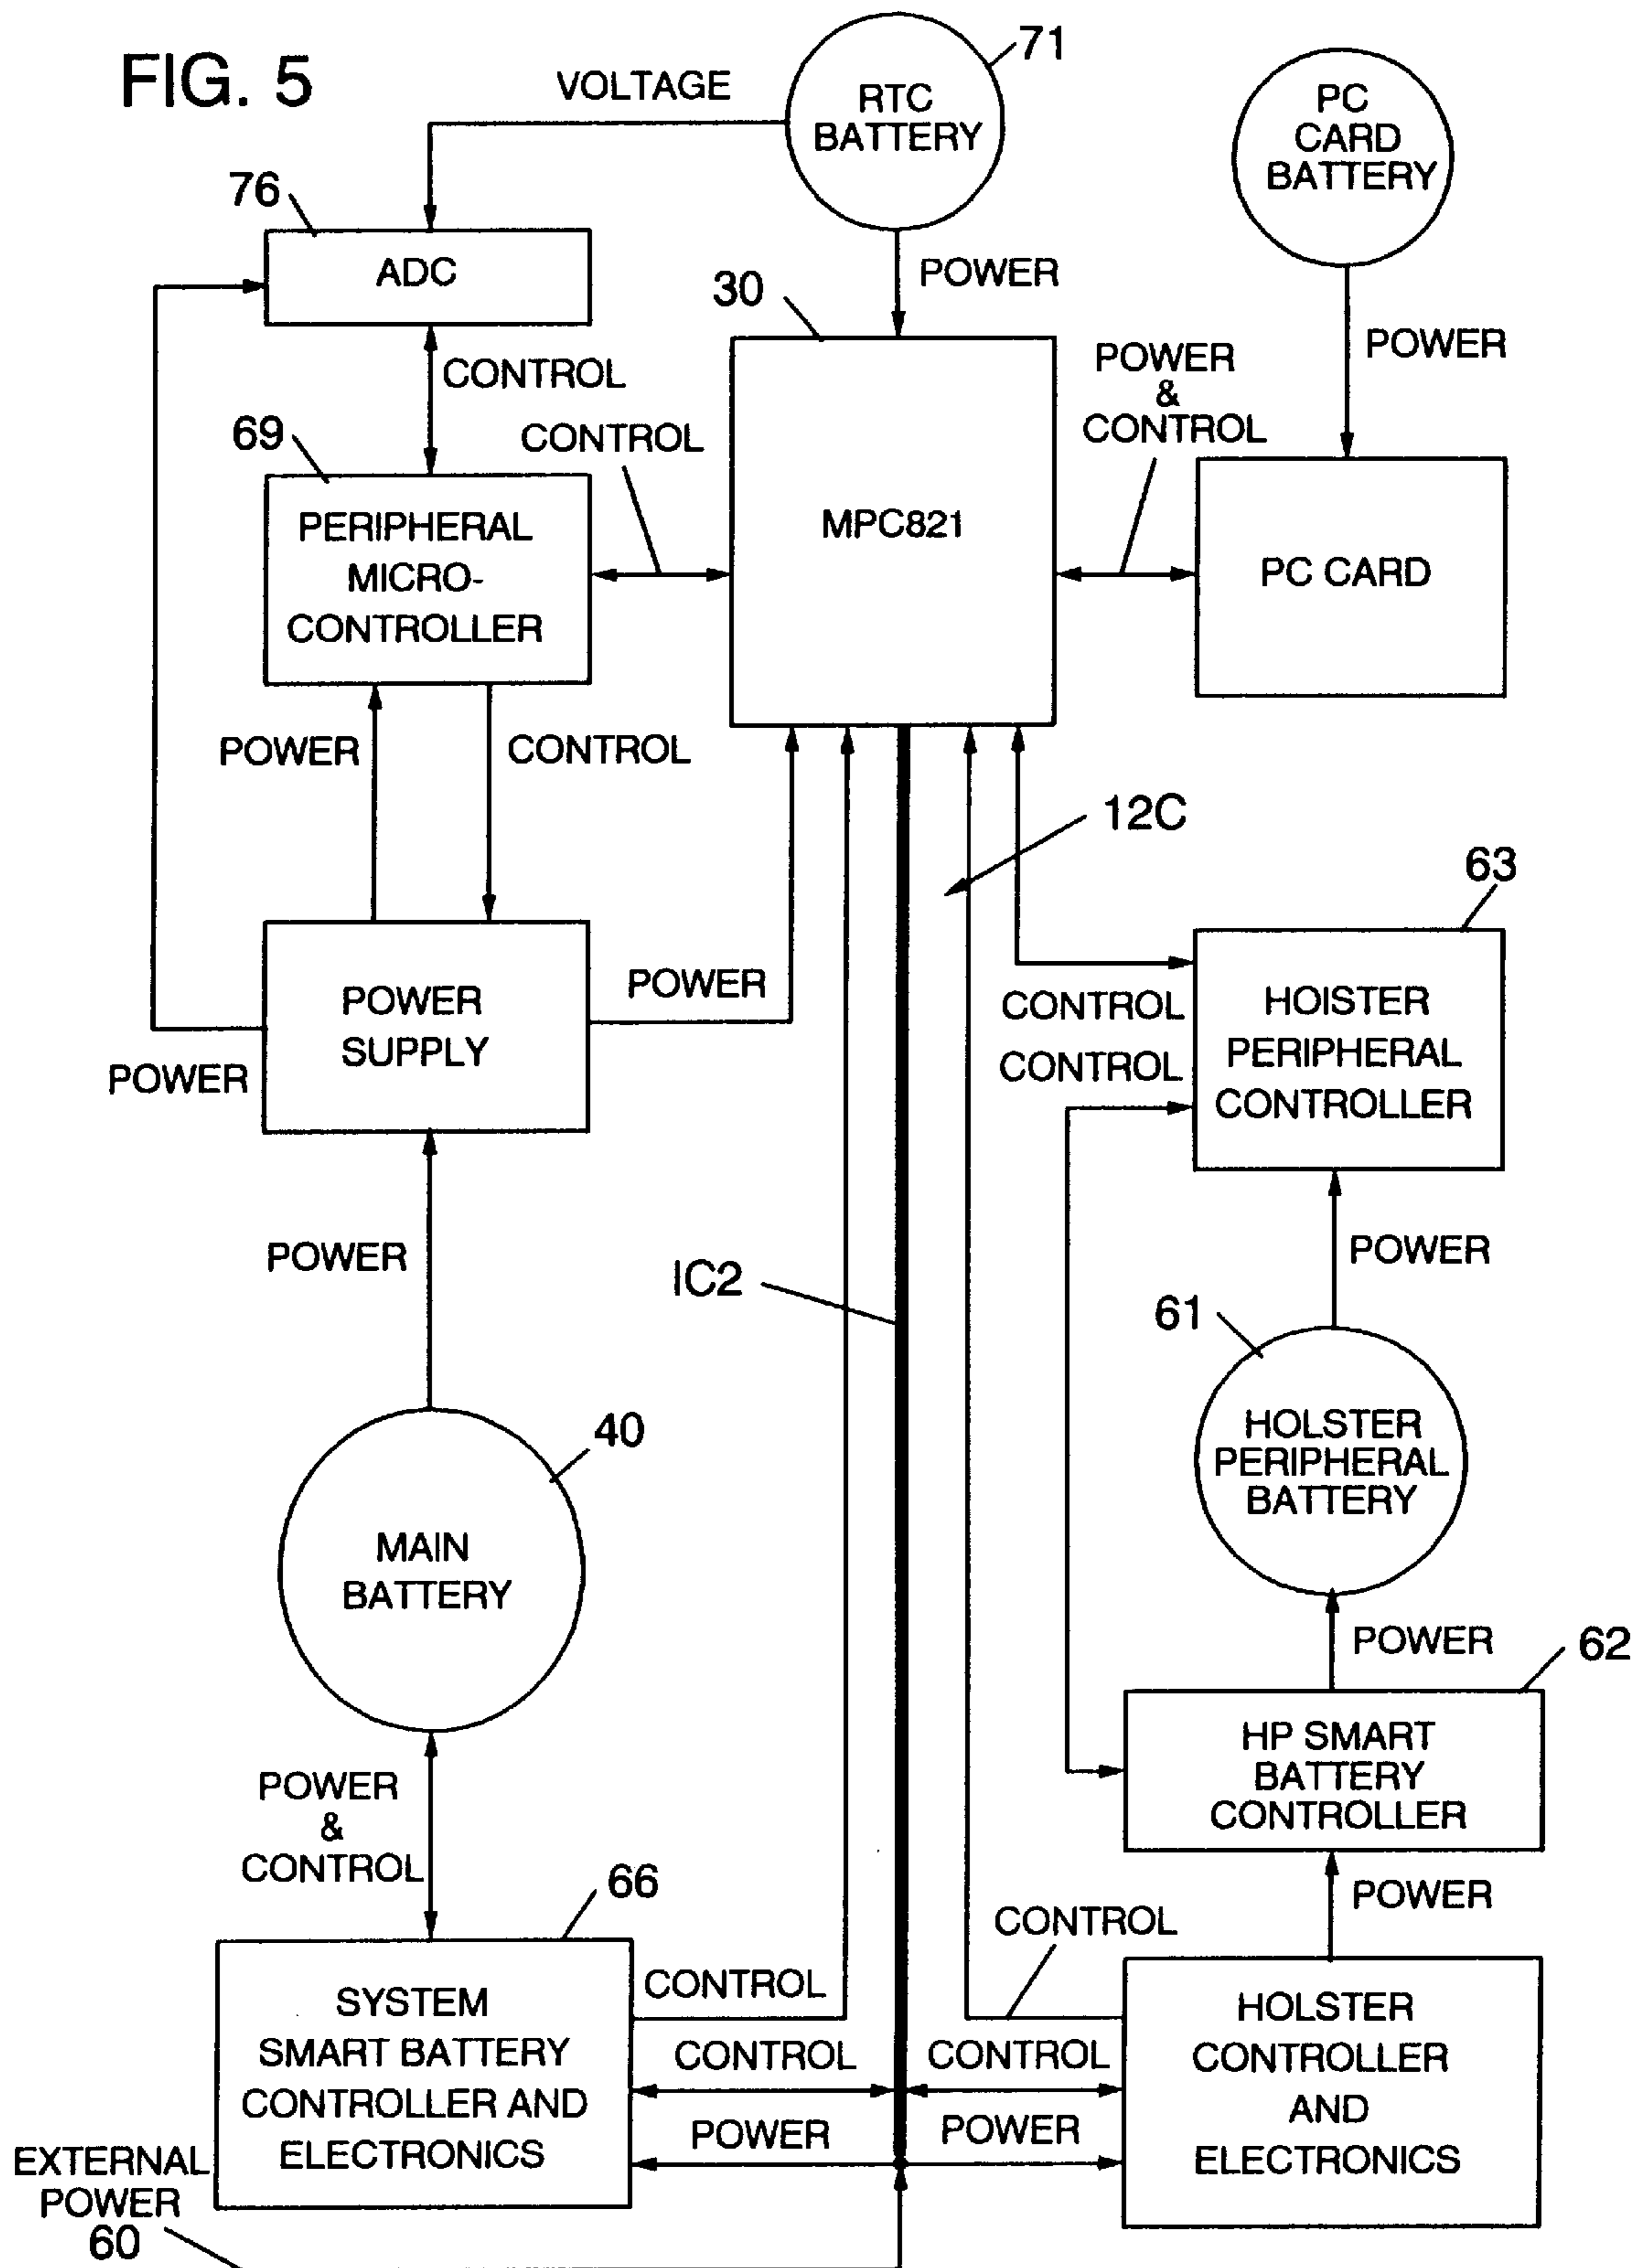 FIG. 5
71
VOLTAGE
RTC
BATTERY
PC
CARD
BATTERY
76
ADC
30
POWER
POWER
CONTROL
POWER
&
CONTROL
69
CONTROL
PERIPHERAL
MICRO-
CONTROLLER
MPC821
PC CARD
POWER
CONTROL
12C
63
POWER
SUPPLY
POWER
POWER
CONTROL
CONTROL
HOISTER
PERIPHERAL
CONTROLLER
POWER
IC2
POWER
61
40
HOLSTER
PERIPHERAL
BATTERY
MAIN
BATTERY
POWER
62
HP SMART
BATTERY
CONTROLLER
POWER
&
CONTROL
66
POWER
CONTROL
SYSTEM
SMART BATTERY
CONTROLLER AND
ELECTRONICS
CONTROL
CONTROL
CONTROL
POWER
POWER
HOLSTER
CONTROLLER
AND
ELECTRONICS
EXTERNAL
POWER
60